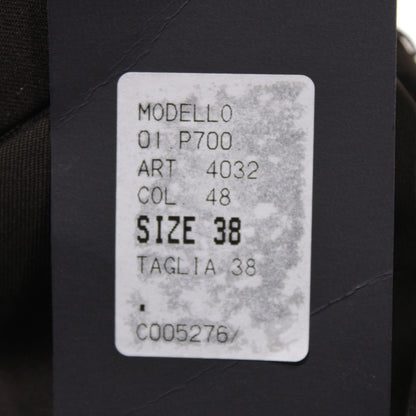 MODELLO
01 P700
ART 4032
COL. 48
SIZE 38
TAGLIA 38
.
C005276/